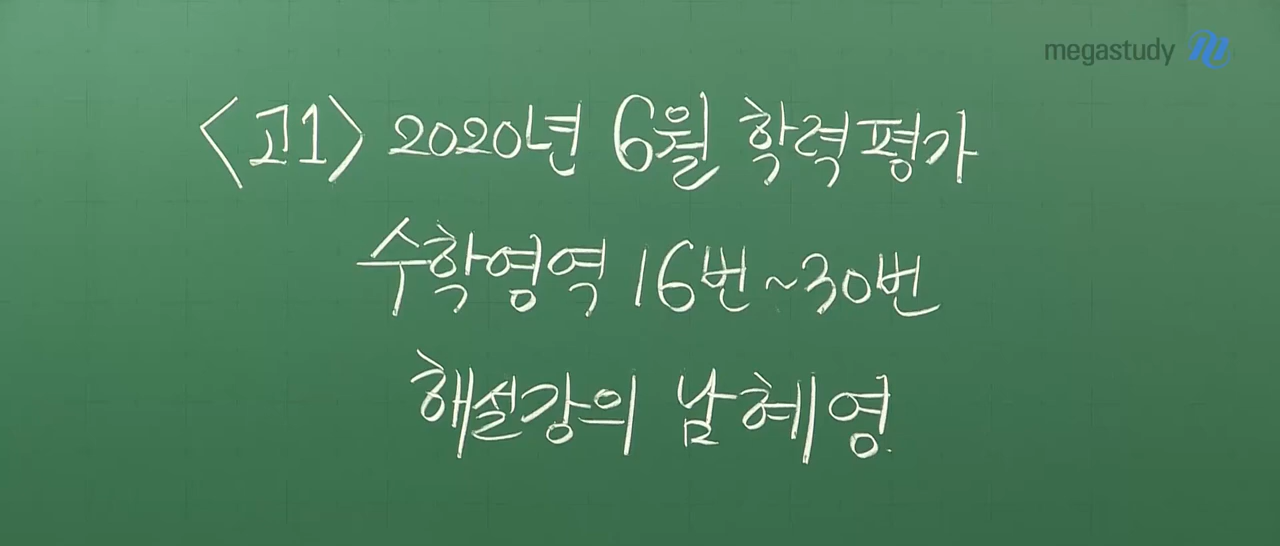 megastudy
<고1> 2020년 6월 학력평가
수학영역 16번~30번
해설강의 남혜영.